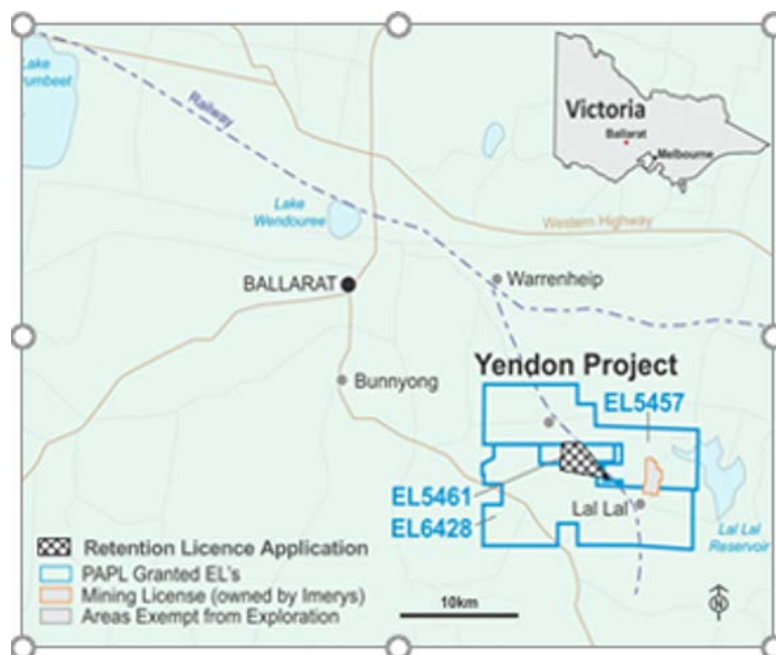 Lake
rumbeet
Railway
Victoria
Ballarat
Melbourne
Lake
Wendouree
Western Highway
BALLARAT
Warrenheip
Yendon Project
Bunnyong
EL5457
EL5461
EL6428
Lal Lal
Lal Lal
Reservoir
Retention Licence Application
PAPL Granted EL's
Mining License (owned by Imerys)
Areas Exempt from Exploration
10km
N